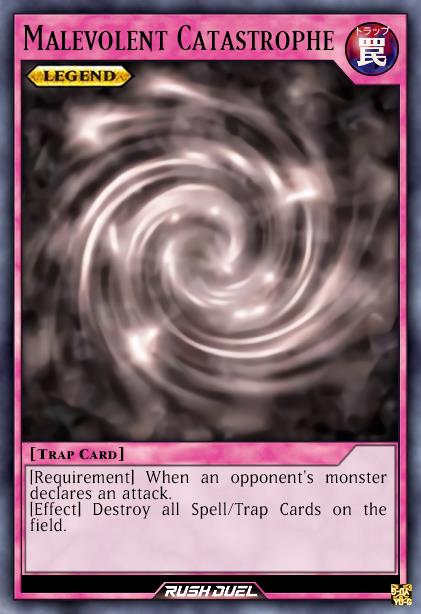 MALEVOLENT CATASTROPHE
トラップ
罠
LEGEND
[TRAP CARD]
[Requirement] When an opponent's monster
declares an attack.
[Effect] Destroy all Spell/Trap Cards on the
field.
RUSH DUEL